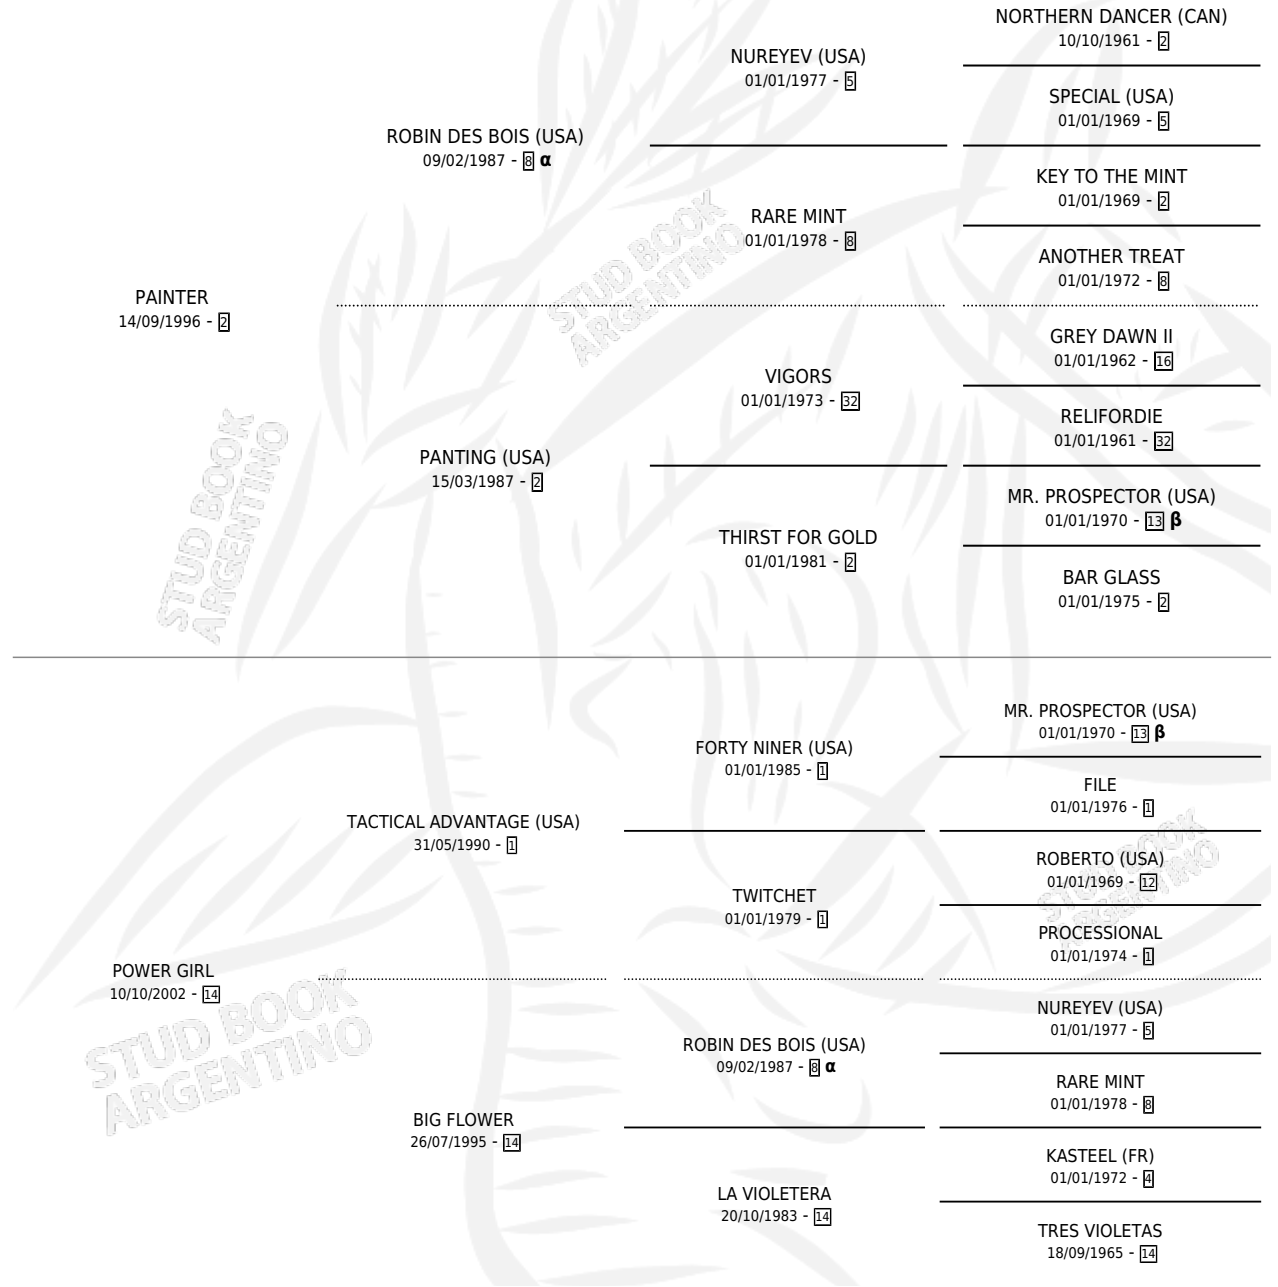 NORTHERN DANCER (CAN)
10/10/1961 - 2
NUREYEV (USA)
01/01/1977 - 5
SPECIAL (USA)
01/01/1969 - 5
ROBIN DES BOIS (USA)
09/02/1987 - 8 α
KEY TO THE MINT
01/01/1969 - 2
RARE MINT
01/01/1978 - 8
ANOTHER TREAT
01/01/1972 - 8
PAINTER
14/09/1996 - 2
GREY DAWN II
01/01/1962 - 16
VIGORS
01/01/1973 - 32
RELIFORDIE
01/01/1961 - 32
PANTING (USA)
15/03/1987 - 2
MR. PROSPECTOR (USA)
01/01/1970 - 13 β
THIRST FOR GOLD
01/01/1981 - 2
BAR GLASS
01/01/1975 - 2
MR. PROSPECTOR (USA)
01/01/1970 - 13 β
FORTY NINER (USA)
01/01/1985 - 1
FILE
01/01/1976 - 1
TACTICAL ADVANTAGE (USA)
31/05/1990 - 1
ROBERTO (USA)
01/01/1969 - 12
TWITCHET
01/01/1979 - 1
PROCESSIONAL
01/01/1974 - 1
POWER GIRL
10/10/2002 - 14
NUREYEV (USA)
01/01/1977 - 5
ROBIN DES BOIS (USA)
09/02/1987 - 8 α
RARE MINT
01/01/1978 - 8
BIG FLOWER
26/07/1995 - 14
KASTEEL (FR)
01/01/1972 - 4
LA VIOLETERA
20/10/1983 - 14
TRES VIOLETAS
18/09/1965 - 14
STUD BOOK
ARGENTINO
STUD BOOK
ARGENTINO
STUD BOOK
ARGENTINO
STUD BOOK
ARGENTINO